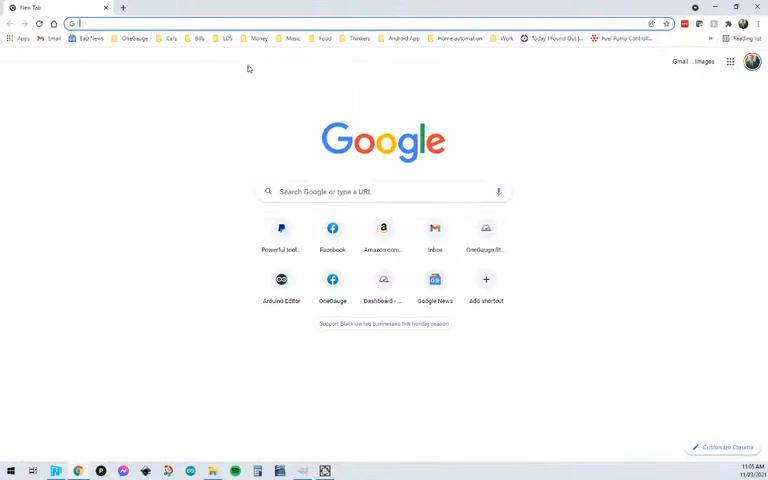 New Tab
Apps Email Bad News OneGauge Cars Bills LDS Money Music Food Thinkers Android App Home automation Work Today I Found Out |... Fuel Pump Controll... » Reading list
Gmail Images
Google
Search Google or type a URL
Powerful tool... Facebook Amazon.com... Inbox OneGauge St...
Arduino Editor OneGauge Dashboard - ... Google News Add shortcut
Support Black-owned businesses this holiday season
Customize Chrome
11:05 AM
11/23/2021